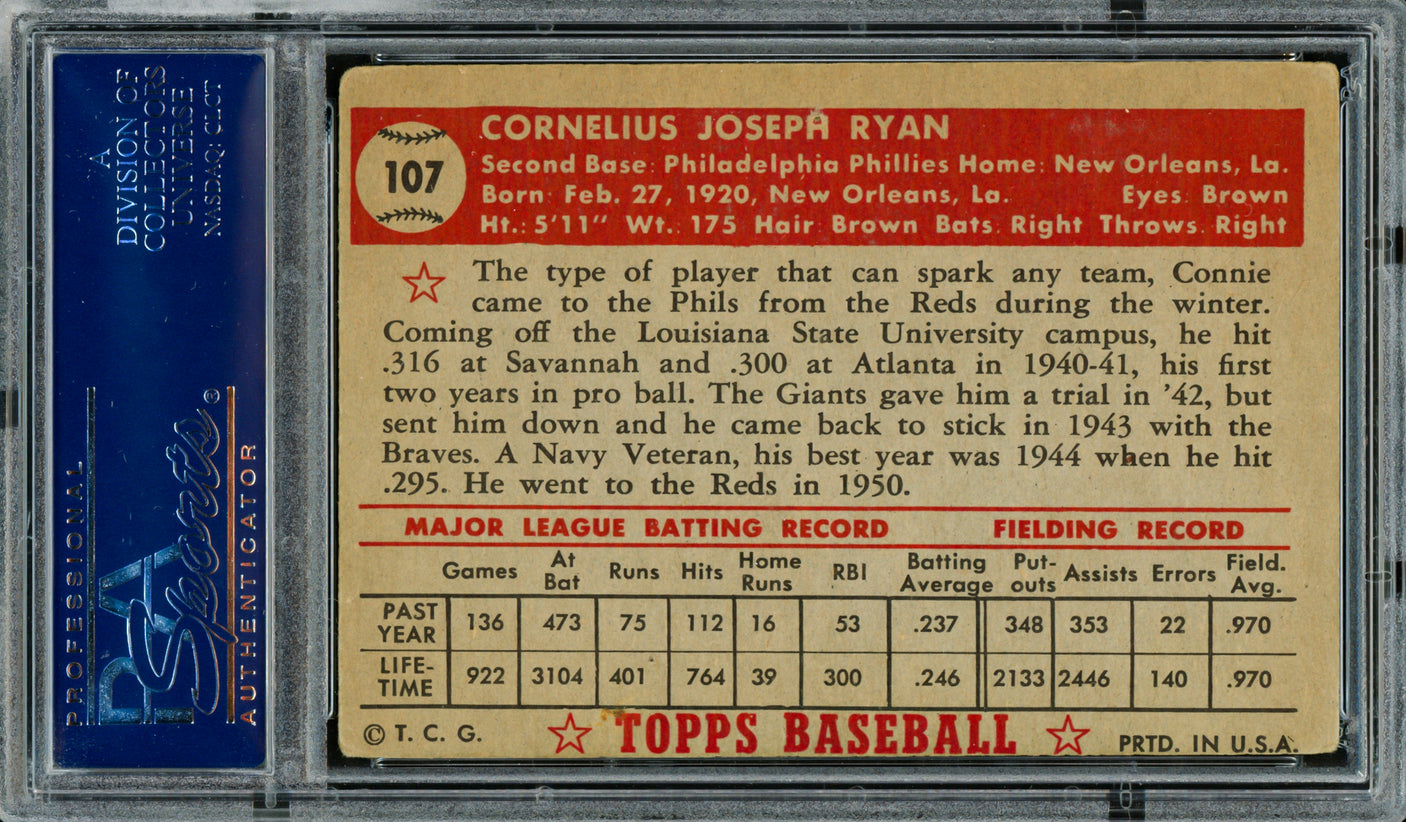 A
DIVISION OF
COLLECTORS
UNIVERSE
NASDAQ: CLCT
PROFESSIONAL
PSA
Sports®
AUTHENTICATOR
107
CORNELIUS JOSEPH RYAN
Second Base: Philadelphia Phillies Home: New Orleans, La.
Born: Feb. 27, 1920, New Orleans, La. Eyes: Brown
Ht.: 5'11" Wt.: 175 Hair: Brown Bats: Right Throws: Right
The type of player that can spark any team, Connie
came to the Phils from the Reds during the winter.
Coming off the Louisiana State University campus, he hit
.316 at Savannah and .300 at Atlanta in 1940-41, his first
two years in pro ball. The Giants gave him a trial in '42, but
sent him down and he came back to stick in 1943 with the
Braves. A Navy Veteran, his best year was 1944 when he hit
.295. He went to the Reds in 1950.
MAJOR LEAGUE BATTING RECORD FIELDING RECORD
Games At Bat Runs Hits Home Runs RBI Batting Average Put-outs Assists Errors Field. Avg.
PAST YEAR 136 473 75 112 16 53 .237 348 353 22 .970
LIFE-TIME 922 3104 401 764 39 300 .246 2133 2446 140 .970
© T. C. G. TOPPS BASEBALL PRTD. IN U.S.A.